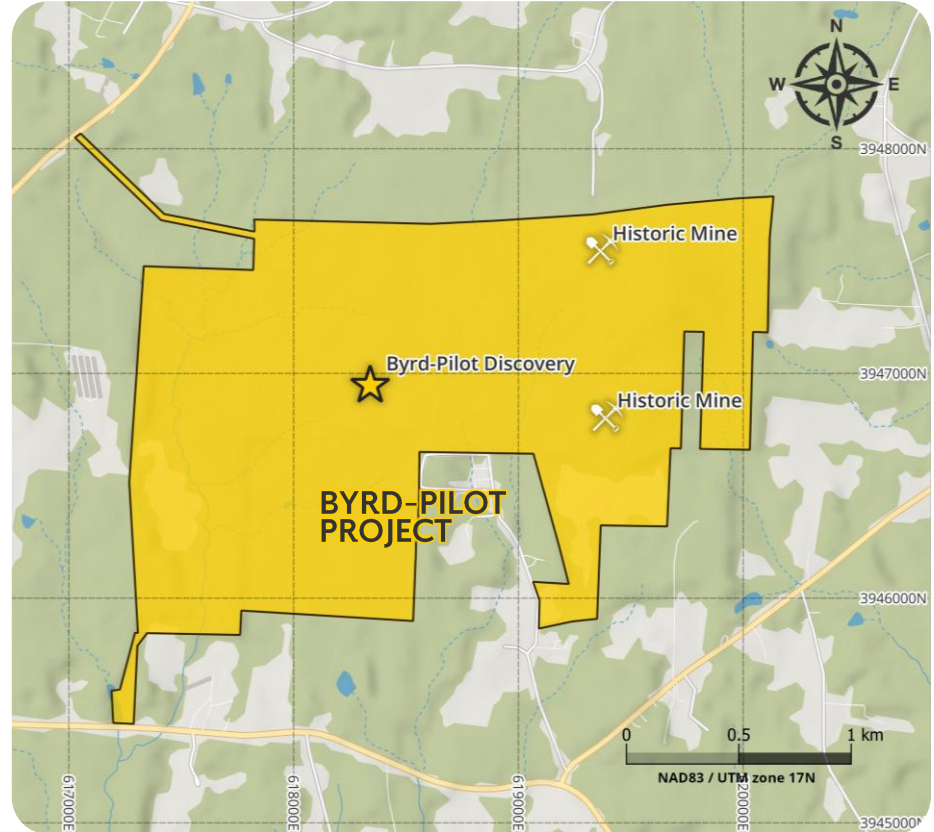 N
W
E
S
3948000N
Historic Mine
Byrd-Pilot Discovery
3947000N
Historic Mine
BYRD-PILOT
PROJECT
3946000N
0
0.5
1 km
NAD83 / UTM zone 17N
617000E
618000E
619000E
620000E
3945000N